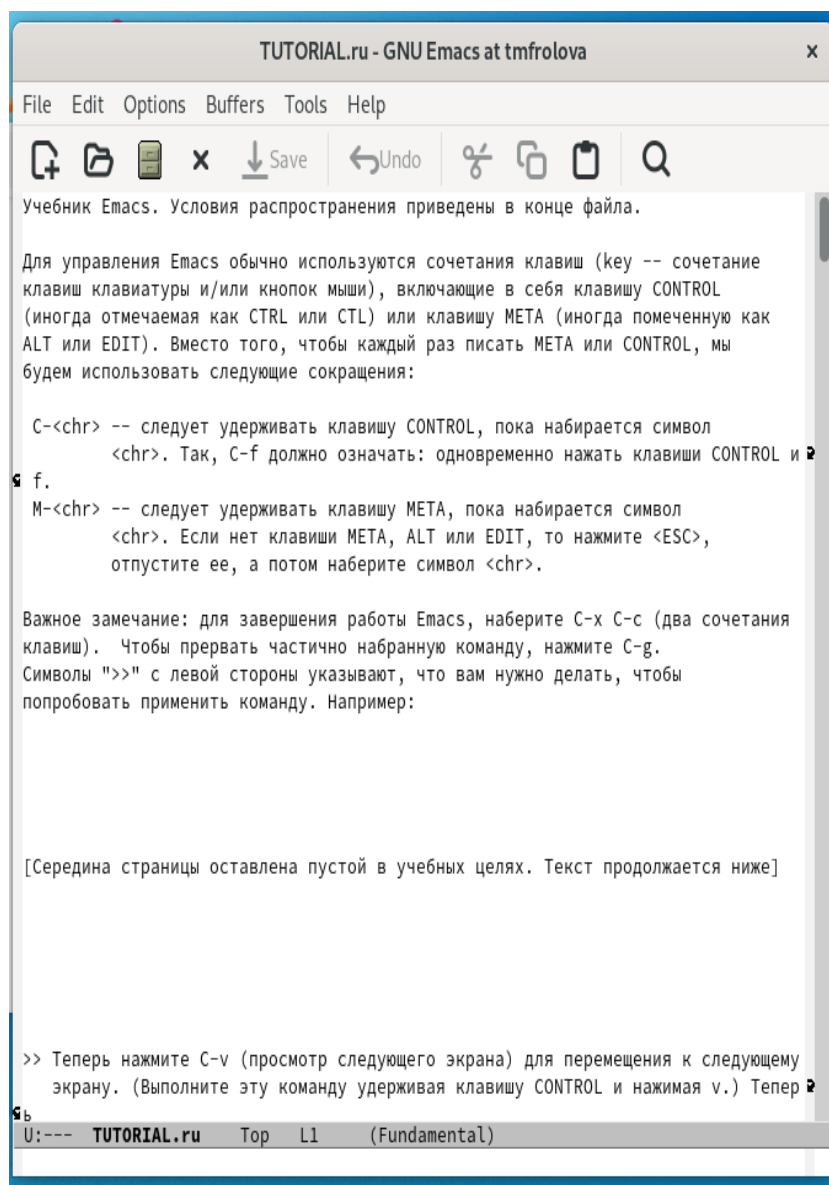 TUTORIAL.ru - GNU Emacs at tmfrolova
File Edit Options Buffers Tools Help
Save Undo
Учебник Emacs. Условия распространения приведены в конце файла.
Для управления Emacs обычно используются сочетания клавиш (key -- сочетание
клавиш клавиатуры и/или кнопок мыши), включающие в себя клавишу CONTROL
(иногда отмечаемая как CTRL или CTL) или клавишу META (иногда помеченную как
ALT или EDIT). Вместо того, чтобы каждый раз писать META или CONTROL, мы
будем использовать следующие сокращения:
C-<chr> -- следует удерживать клавишу CONTROL, пока набирается символ
<chr>. Так, C-f должно означать: одновременно нажать клавиши CONTROL и
f.
M-<chr> -- следует удерживать клавишу META, пока набирается символ
<chr>. Если нет клавиши META, ALT или EDIT, то нажмите <ESC>,
отпустите ее, а потом наберите символ <chr>.
Важное замечание: для завершения работы Emacs, наберите C-x C-c (два сочетания
клавиш).  Чтобы прервать частично набранную команду, нажмите C-g.
Символы ">>" с левой стороны указывают, что вам нужно делать, чтобы
попробовать применить команду. Например:
[Середина страницы оставлена пустой в учебных целях. Текст продолжается ниже]
>> Теперь нажмите C-v (просмотр следующего экрана) для перемещения к следующему
экрану. (Выполните эту команду удерживая клавишу CONTROL и нажимая v.) Тепер
ь
U:--- TUTORIAL.ru Top L1 (Fundamental)